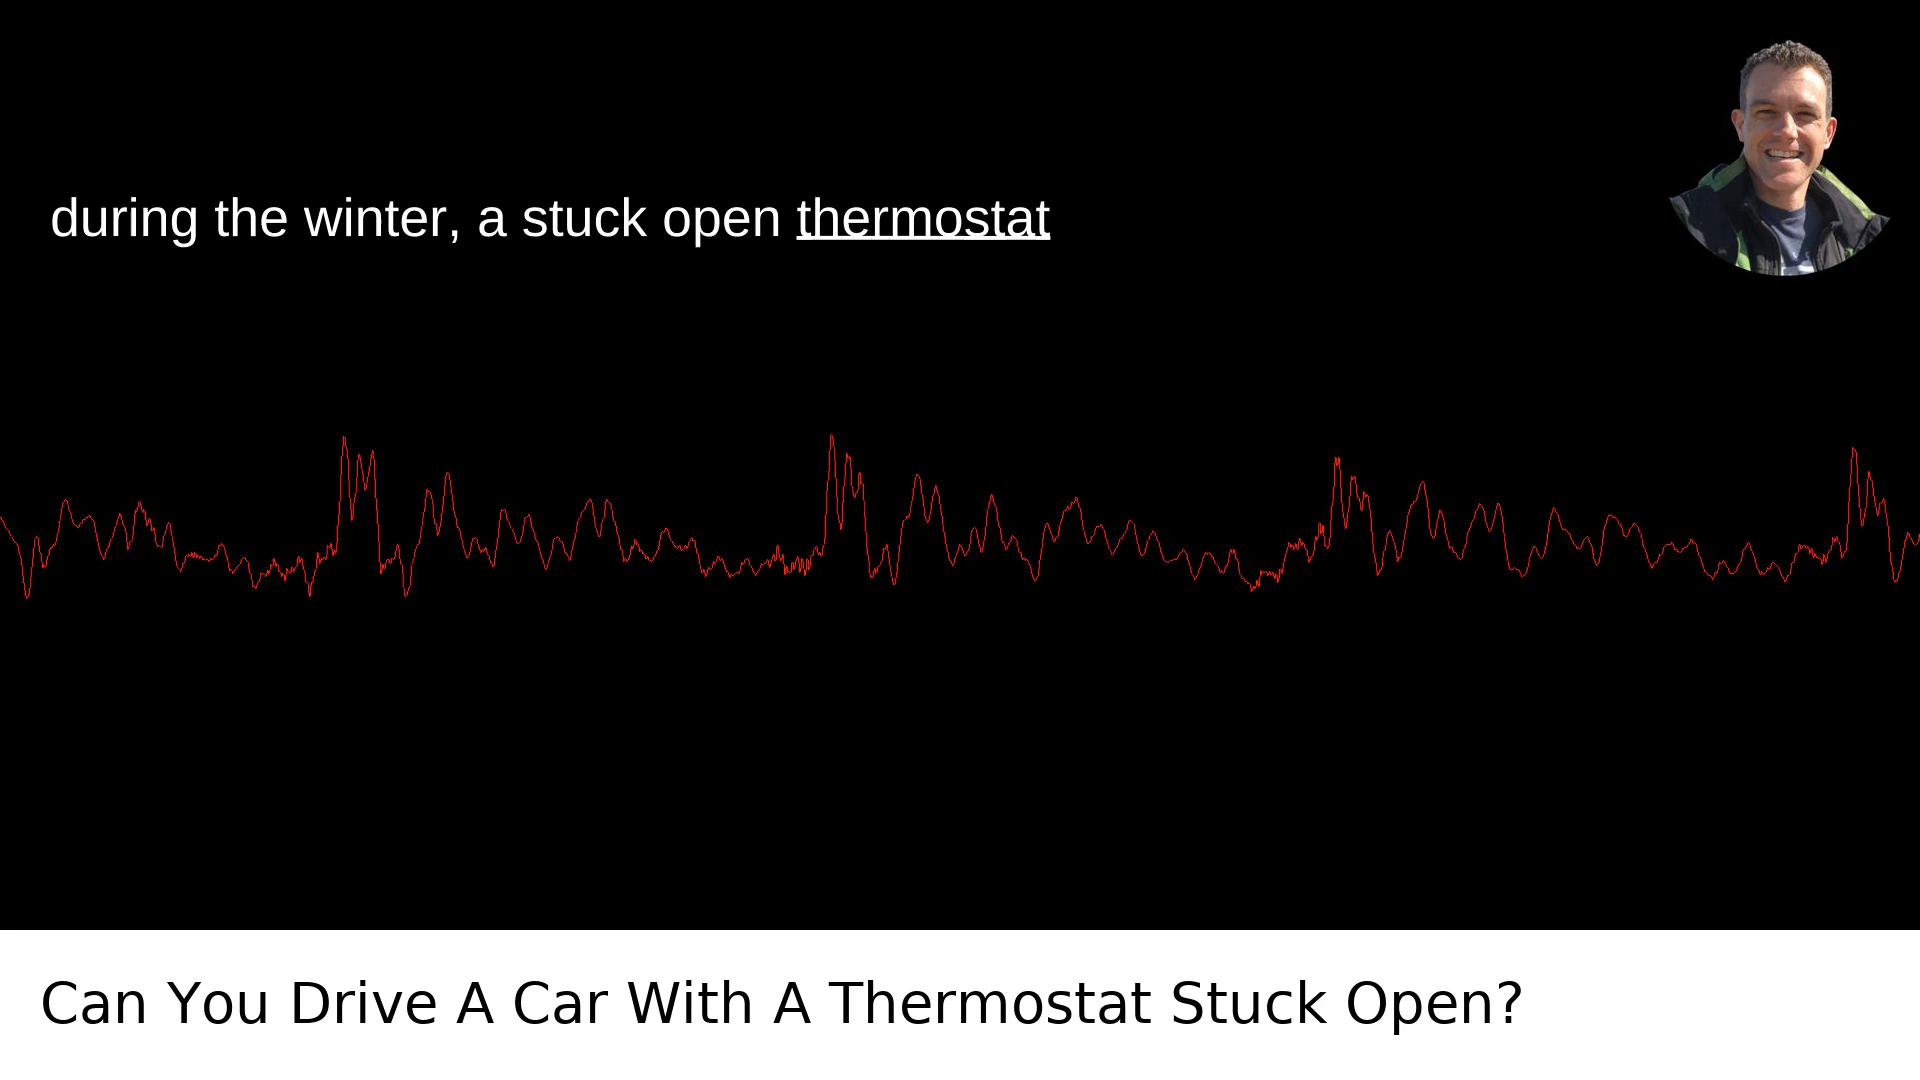 during the winter, a stuck open thermostat
Can You Drive A Car With A Thermostat Stuck Open?